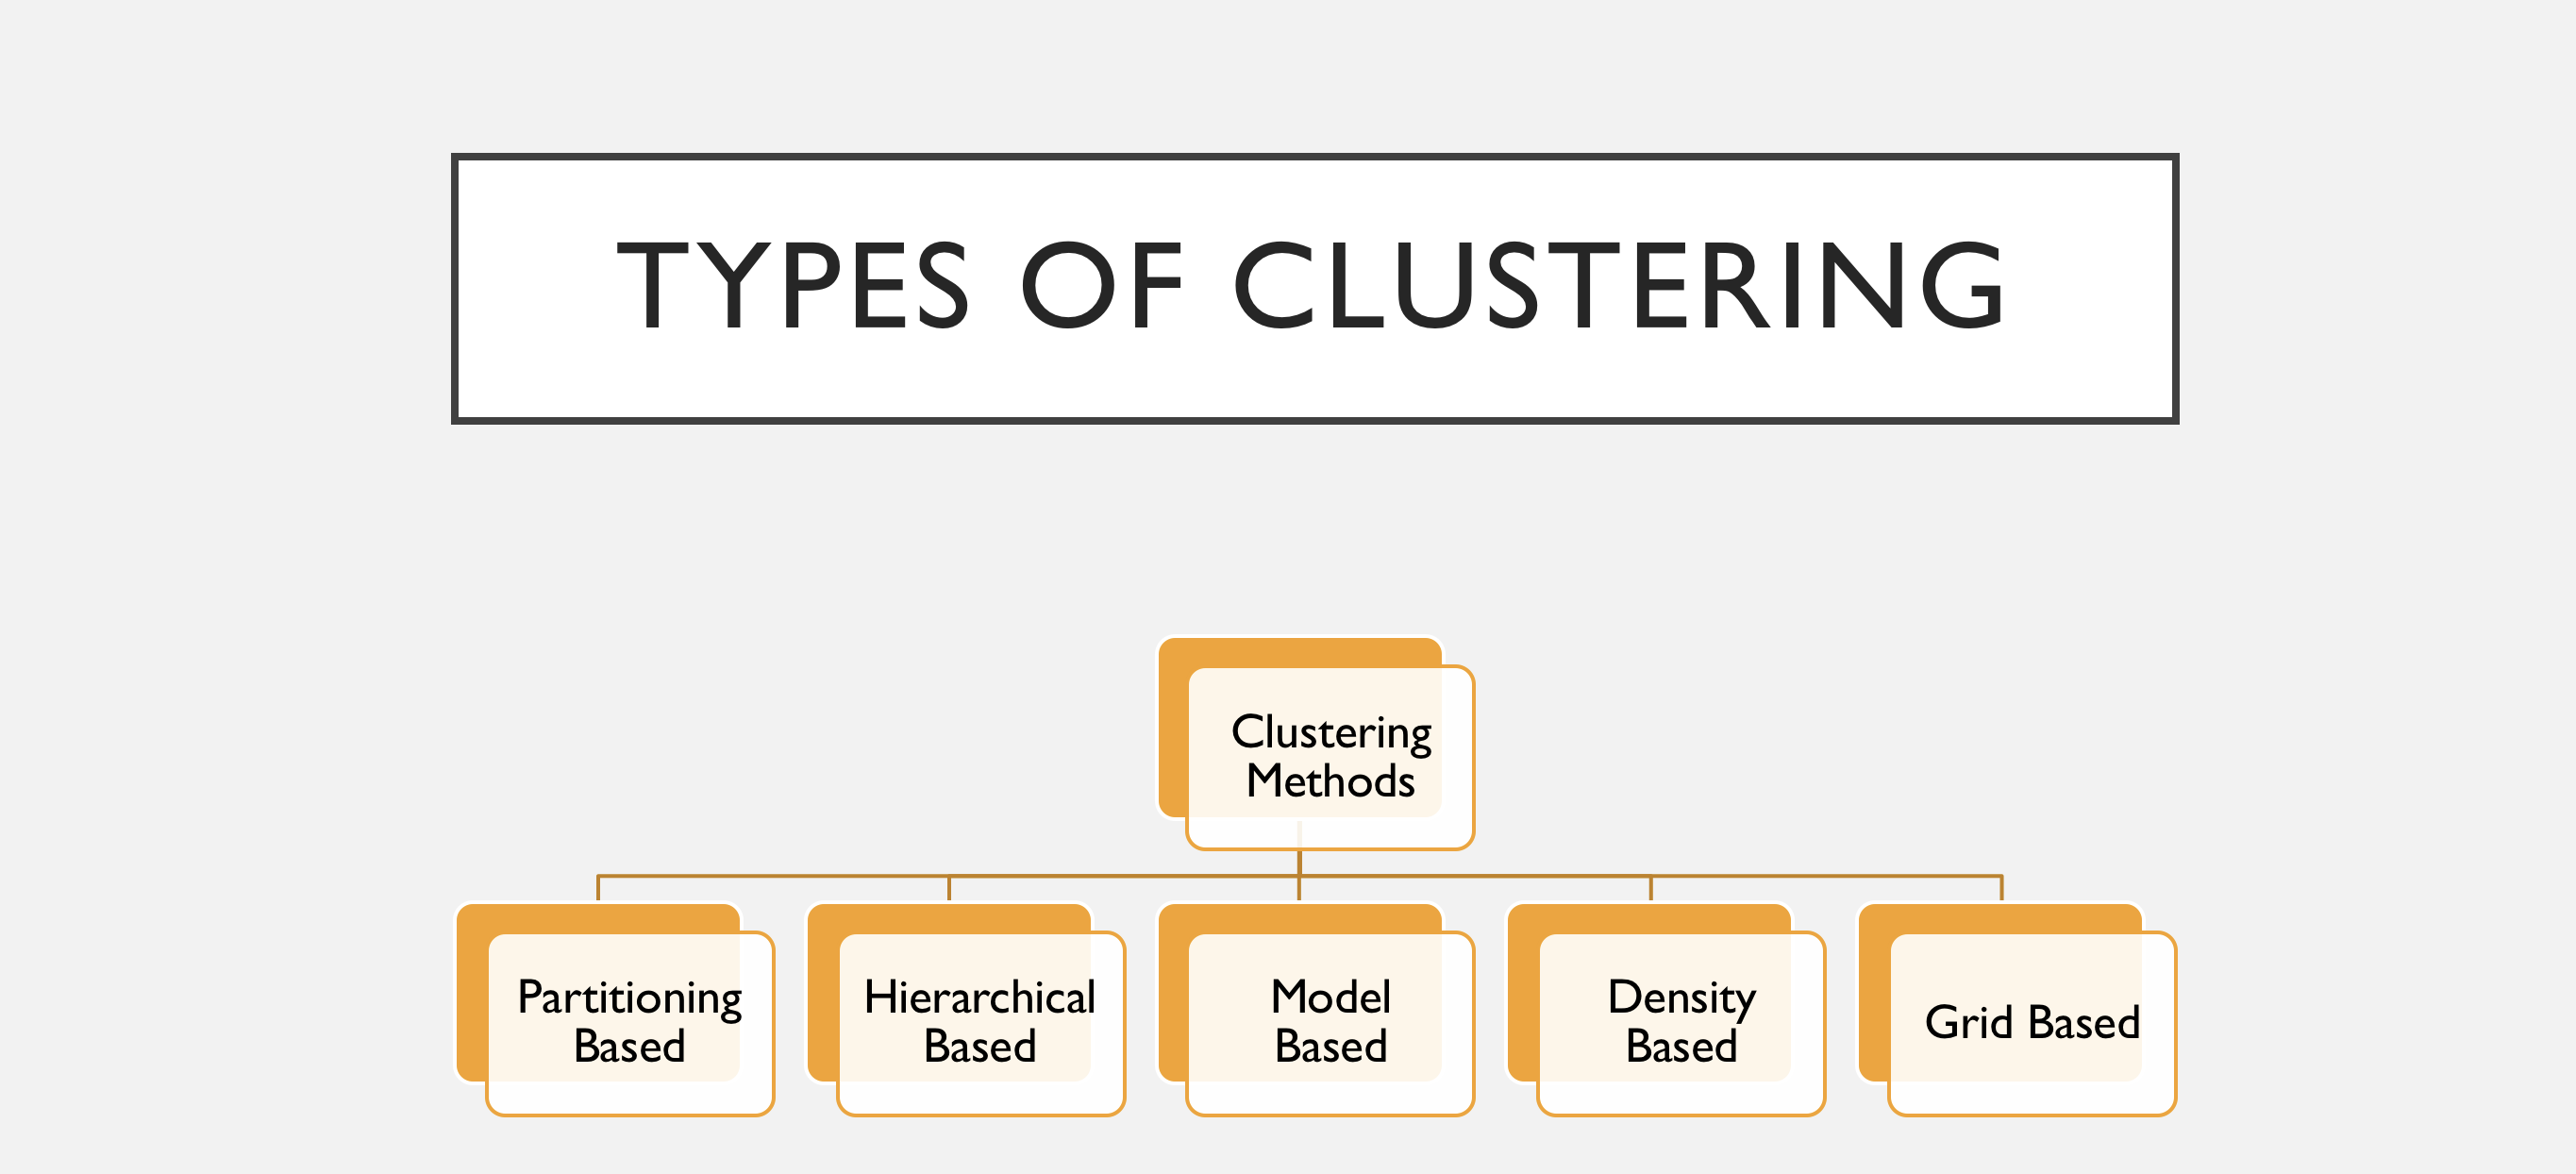 TYPES OF CLUSTERING
Clustering
Methods
Partitioning
Based
Hierarchical
Based
Model
Based
Density
Based
Grid Based